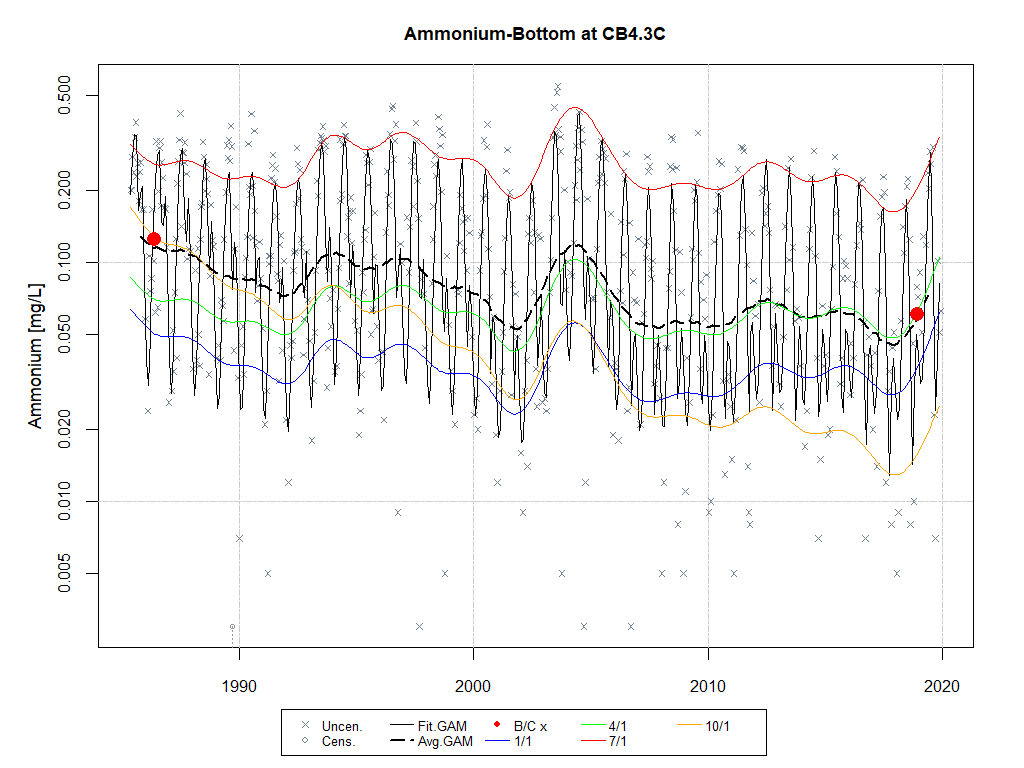 Ammonium-Bottom at CB4.3C
Ammonium [mg/L]
0.500
0.200
0.100
0.050
0.020
0.010
0.005
1990 2000 2010 2020
Uncen. Fit.GAM B/C x 4/1 10/1
Cens. Avg.GAM 1/1 7/1